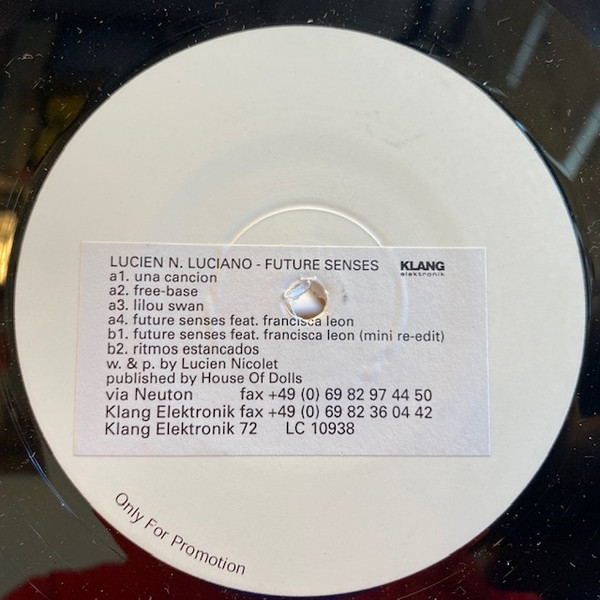 LUCIEN N. LUCIANO - FUTURE SENSES KLANG
elektronik
a1. una cancion
a2. free-base
a3. lilou swan
a4. future senses feat. francisca leon
b1. future senses feat. francisca leon (mini re-edit)
b2. ritmos estancados
w. & p. by Lucien Nicolet
published by House Of Dolls
via Neuton fax +49 (0) 69 82 97 44 50
Klang Elektronik fax +49 (0) 69 82 36 04 42
Klang Elektronik 72 LC 10938
Only For Promotion